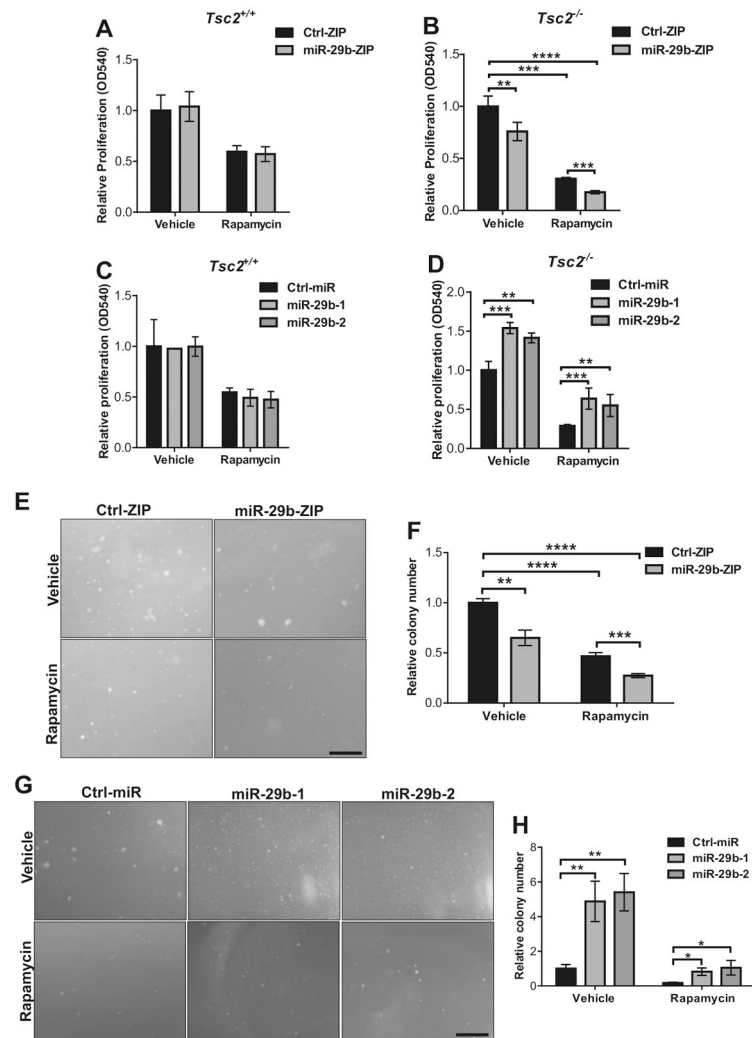 A
Tsc2+/+
Ctrl-ZIP
miR-29b-ZIP
Relative Proliferation (OD540)
1.5
1.0
0.5
0.0
Vehicle
Rapamycin
B
Tsc2-/-
Ctrl-ZIP
miR-29b-ZIP
Relative Proliferation (OD540)
1.5
1.0
0.5
0.0
****
***
**
***
Vehicle
Rapamycin
C
Tsc2+/+
Ctrl-miR
miR-29b-1
miR-29b-2
Relative proliferation (OD540)
1.5
1.0
0.5
0.0
Vehicle
Rapamycin
D
Tsc2-/-
Ctrl-miR
miR-29b-1
miR-29b-2
Relative proliferation (OD540)
2.0
1.5
1.0
0.5
0.0
**
***
**
***
Vehicle
Rapamycin
E
Ctrl-ZIP
miR-29b-ZIP
Vehicle
Rapamycin
F
Ctrl-ZIP
miR-29b-ZIP
Relative colony number
1.5
1.0
0.5
0.0
****
****
**
***
Vehicle
Rapamycin
G
Ctrl-miR
miR-29b-1
miR-29b-2
Vehicle
Rapamycin
H
Ctrl-miR
miR-29b-1
miR-29b-2
Relative colony number
8
6
4
2
0
**
**
*
*
Vehicle
Rapamycin